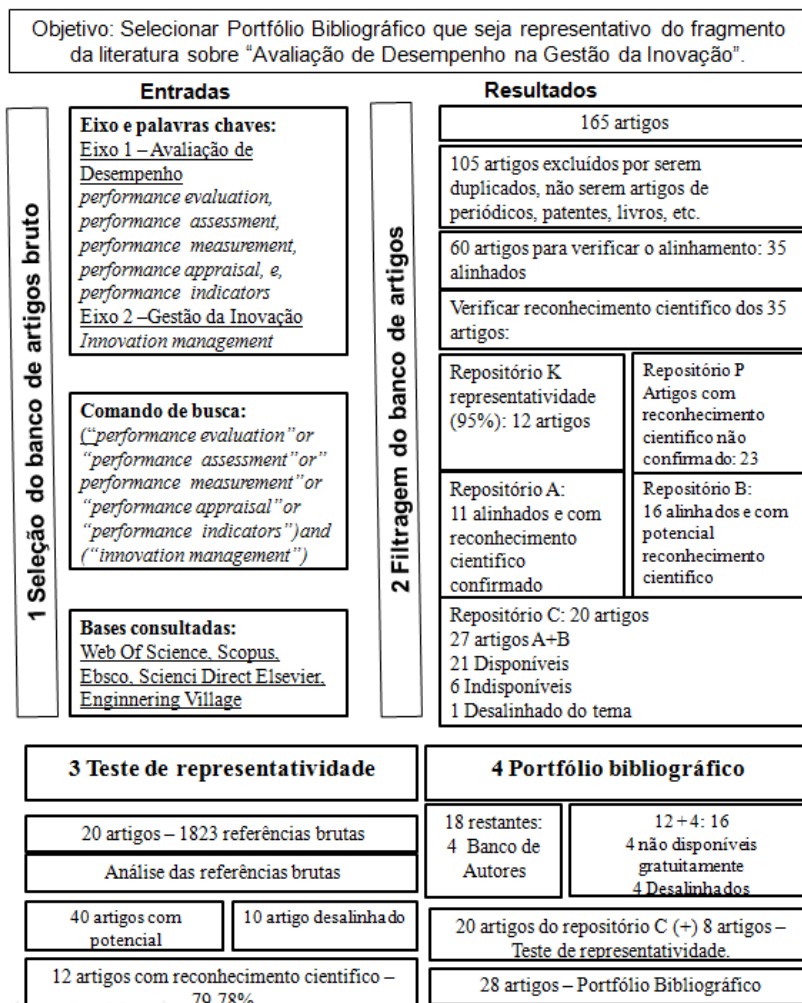 Objetivo: Selecionar Portfólio Bibliográfico que seja representativo do fragmento
da literatura sobre “Avaliação de Desempenho na Gestão da Inovação”.
Entradas
1 Seleção do banco de artigos bruto
Eixo e palavras chaves:
Eixo 1 – Avaliação de
Desempenho
performance evaluation,
performance assessment,
performance measurement,
performance appraisal, e,
performance indicators
Eixo 2 –Gestão da Inovação
Innovation management
Comando de busca:
(“performance evaluation”or
“performance assessment”or”
performance measurement”or
“performance appraisal”or
“performance indicators”)and
(“innovation management”)
Bases consultadas:
Web Of Science, Scopus,
Ebsco, Scienci Direct Elsevier,
Enginnering Village
Resultados
2 Filtragem do banco de artigos
165 artigos
105 artigos excluídos por serem
duplicados, não serem artigos de
periódicos, patentes, livros, etc.
60 artigos para verificar o alinhamento: 35
alinhados
Verificar reconhecimento cientifico dos 35
artigos:
Repositório K
representatividade
(95%): 12 artigos
Repositório P
Artigos com
reconhecimento
cientifico não
confirmado: 23
Repositório A:
11 alinhados e com
reconhecimento
cientifico
confirmado
Repositório B:
16 alinhados e com
potencial
reconhecimento
cientifico
Repositório C: 20 artigos
27 artigos A+B
21 Disponíveis
6 Indisponíveis
1 Desalinhado do tema
3 Teste de representatividade
20 artigos – 1823 referências brutas
Análise das referências brutas
40 artigos com
potencial
10 artigo desalinhado
12 artigos com reconhecimento cientifico –
79,78%
4 Portfólio bibliográfico
18 restantes:
4 Banco de
Autores
12 + 4: 16
4 não disponíveis
gratuitamente
4 Desalinhados
20 artigos do repositório C (+) 8 artigos –
Teste de representatividade.
28 artigos – Portfólio Bibliográfico